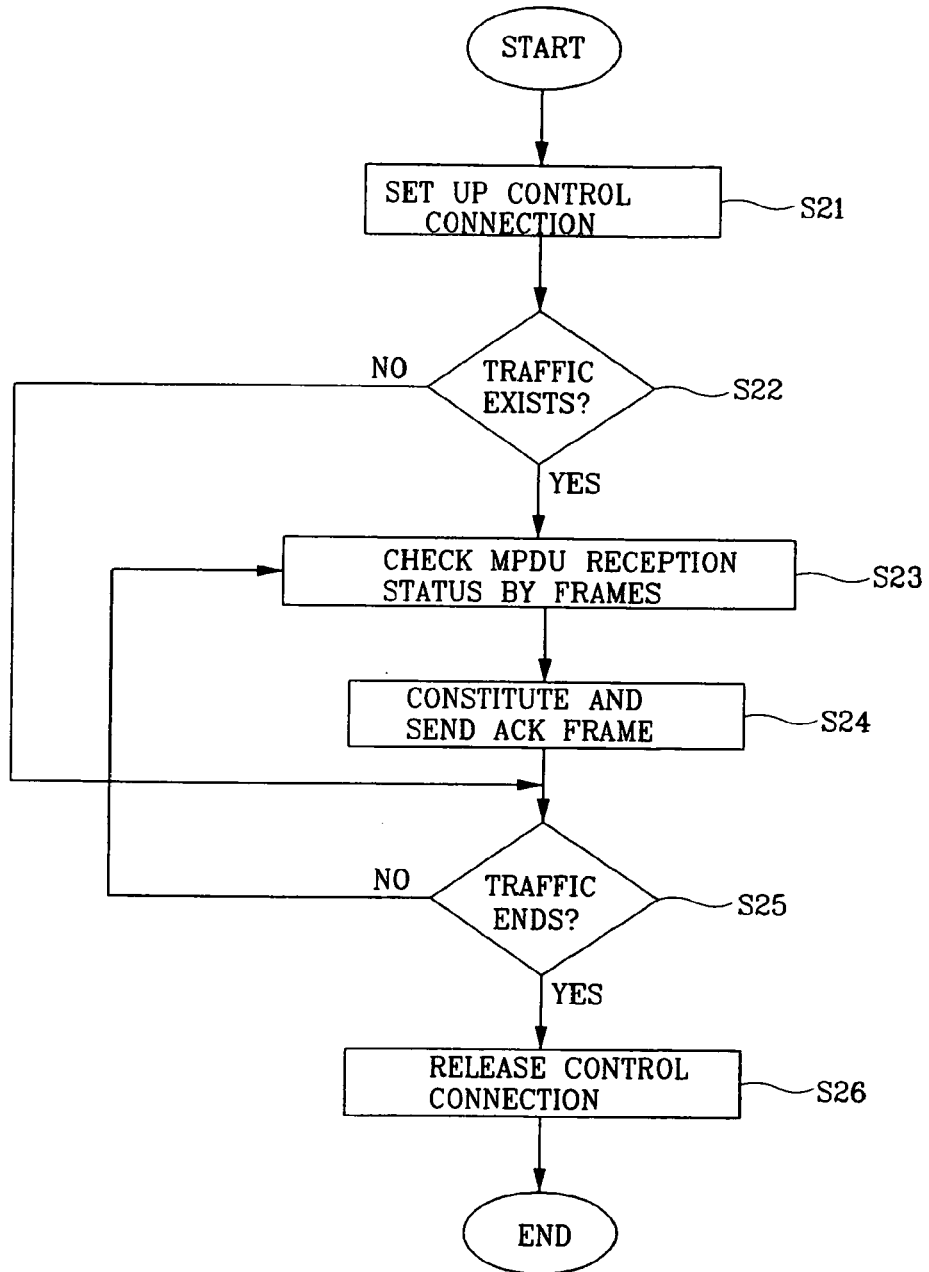 START
SET UP CONTROL
CONNECTION
S21
NO
TRAFFIC
EXISTS?
S22
YES
CHECK MPDU RECEPTION
STATUS BY FRAMES
S23
CONSTITUTE AND
SEND ACK FRAME
S24
NO
TRAFFIC
ENDS?
S25
YES
RELEASE CONTROL
CONNECTION
S26
END